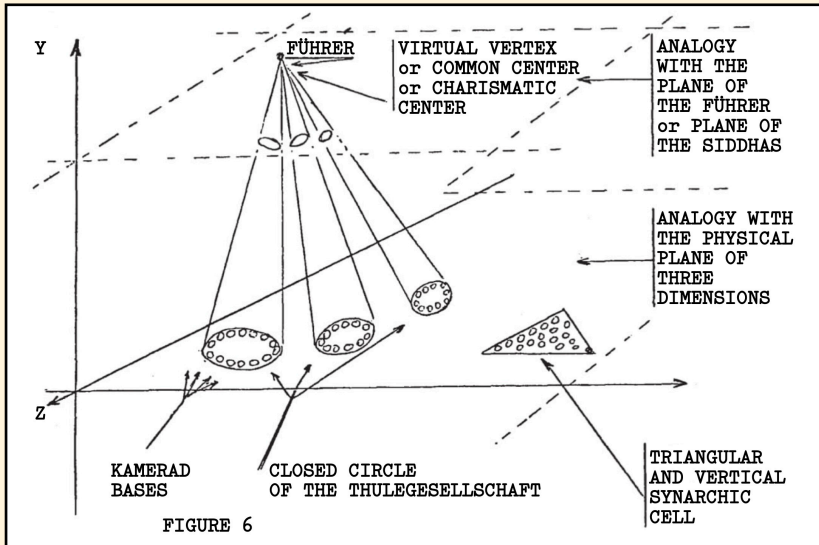 Y
FÜHRER
VIRTUAL VERTEX
or COMMON CENTER
or CHARISMATIC
CENTER
ANALOGY
WITH THE
PLANE OF
THE FÜHRER
or PLANE OF
THE SIDDHAS
ANALOGY WITH
THE PHYSICAL
PLANE OF
THREE
DIMENSIONS
Z
KAMERAD
BASES
CLOSED CIRCLE
OF THE THULEGESELLSCHAFT
TRIANGULAR
AND VERTICAL
SYNARCHIC
CELL
FIGURE 6